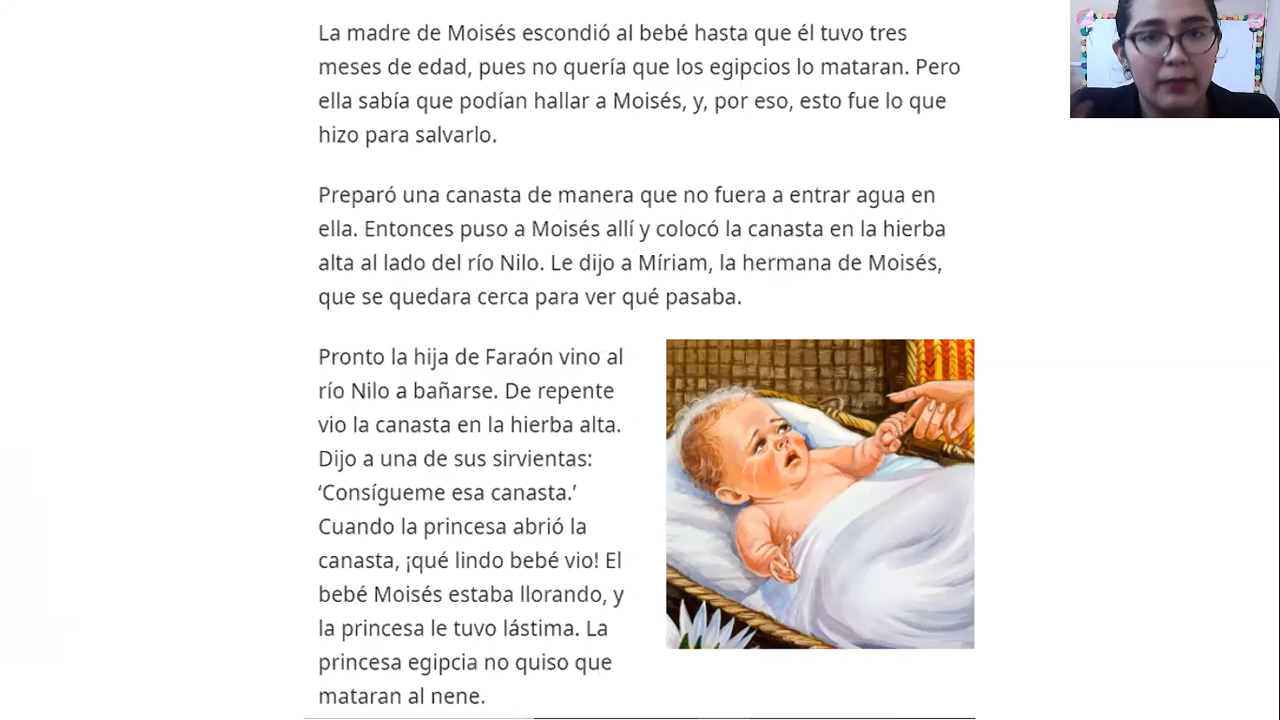 La madre de Moisés escondió al bebé hasta que él tuvo tres
meses de edad, pues no quería que los egipcios lo mataran. Pero
ella sabía que podían hallar a Moisés, y, por eso, esto fue lo que
hizo para salvarlo.
Preparó una canasta de manera que no fuera a entrar agua en
ella. Entonces puso a Moisés allí y colocó la canasta en la hierba
alta al lado del río Nilo. Le dijo a Míriam, la hermana de Moisés,
que se quedara cerca para ver qué pasaba.
Pronto la hija de Faraón vino al
río Nilo a bañarse. De repente
vio la canasta en la hierba alta.
Dijo a una de sus sirvientas:
‘Consígueme esa canasta.’
Cuando la princesa abrió la
canasta, ¡qué lindo bebé vio! El
bebé Moisés estaba llorando, y
la princesa le tuvo lástima. La
princesa egipcia no quiso que
mataran al nene.